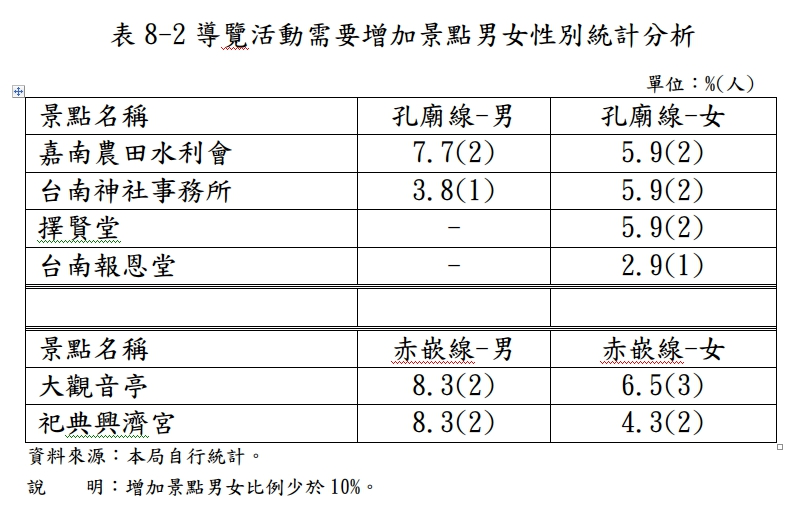 表 8-2 導覽活動需要增加景點男女性別統計分析
單位：%(人)
景點名稱 孔廟線-男 孔廟線-女
嘉南農田水利會 7.7(2) 5.9(2)
台南神社事務所 3.8(1) 5.9(2)
擇賢堂 - 5.9(2)
台南報恩堂 - 2.9(1)
景點名稱 赤嵌線-男 赤嵌線-女
大觀音亭 8.3(2) 6.5(3)
祀典興濟宮 8.3(2) 4.3(2)
資料來源：本局自行統計。
說　　明：增加景點男女比例少於 10%。